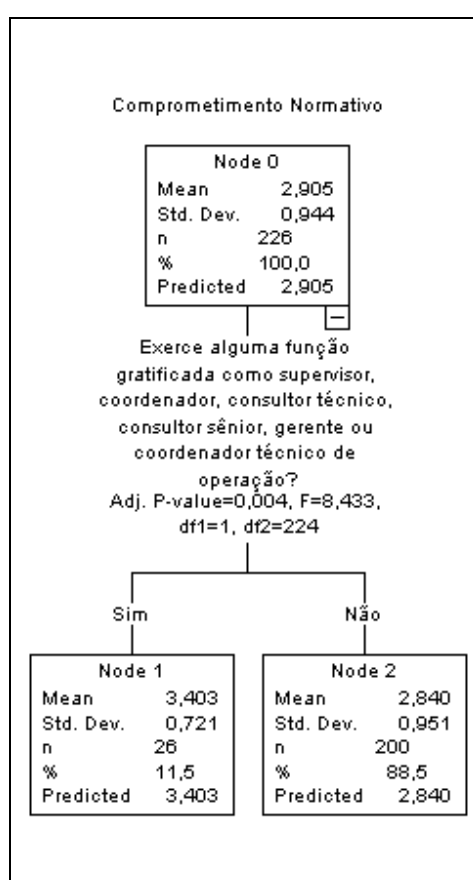 Comprometimento Normativo
Node 0
Mean 2,905
Std. Dev. 0,944
n 226
% 100,0
Predicted 2,905
Exerce alguma função
gratificada como supervisor,
coordenador, consultor técnico,
consultor sênior, gerente ou
coordenador técnico de
operação?
Adj. P-value=0,004, F=8,433,
df1=1, df2=224
Sim
Não
Node 1
Mean 3,403
Std. Dev. 0,721
n 26
% 11,5
Predicted 3,403
Node 2
Mean 2,840
Std. Dev. 0,951
n 200
% 88,5
Predicted 2,840